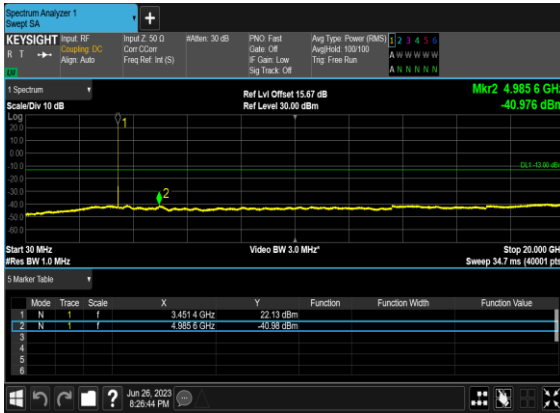 Spectrum Analyzer 1
Swept SA
+
KEYSIGHT Input: RF Input Z: 50 Ω #Atten: 30 dB PNO: Fast Avg Type: Power (RMS) 1 2 3 4 5 6
R T Coupling: DC Corr CCorr Gate: Off Avg|Hold: 100/100 A W W W W W
Align: Auto Freq Ref: Int (S) IF Gain: Low Trig: Free Run
Sig Track: Off A N N N N N
1 Spectrum Ref Lvl Offset 15.67 dB Mkr2 4.985 6 GHz
Scale/Div 10 dB Ref Level 30.00 dBm -40.976 dBm
Log
20.0
10.0
0.00
-10.0
-20.0
-30.0
-40.0
-50.0
-60.0
1
DL1 -13.00 dBm
2
Start 30 MHz Video BW 3.0 MHz* Stop 20.000 GHz
#Res BW 1.0 MHz Sweep 34.7 ms (40001 pts)
5 Marker Table
Mode Trace Scale X Y Function Function Width Function Value
1 N 1 f 3.451 4 GHz 22.13 dBm
2 N 1 f 4.985 6 GHz -40.98 dBm
3
4
5
6
? Jun 26, 2023
8:26:44 PM